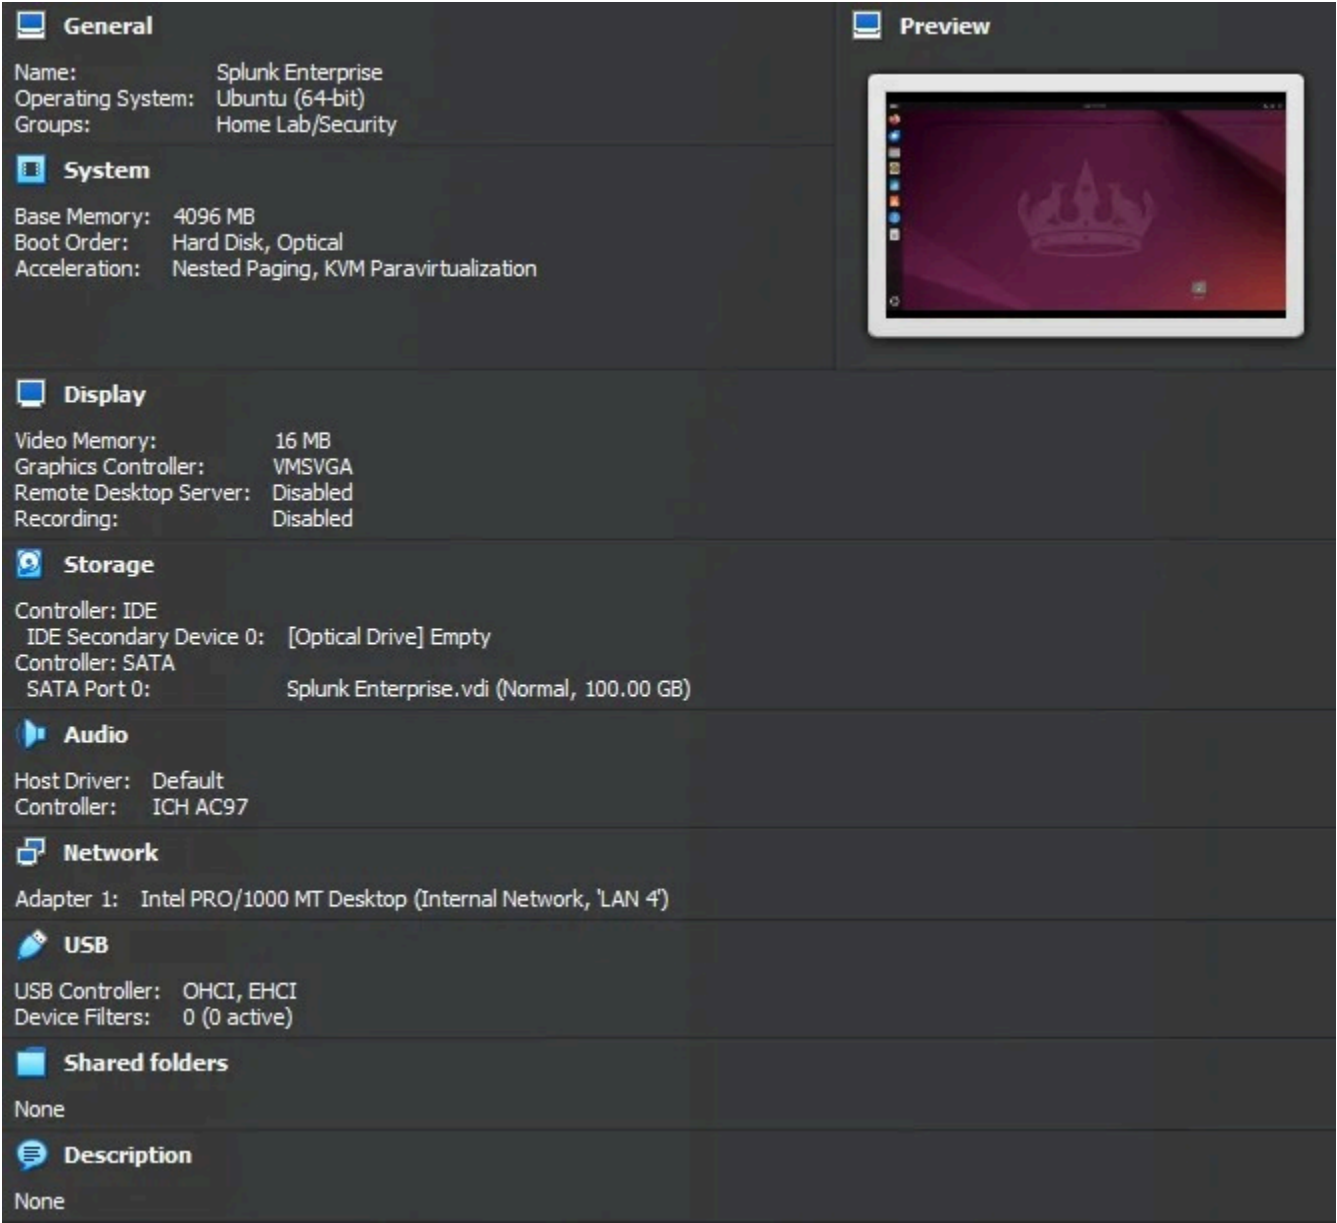 General
Name: Splunk Enterprise
Operating System: Ubuntu (64-bit)
Groups: Home Lab/Security
Preview
System
Base Memory: 4096 MB
Boot Order: Hard Disk, Optical
Acceleration: Nested Paging, KVM Paravirtualization
Display
Video Memory: 16 MB
Graphics Controller: VMSVGA
Remote Desktop Server: Disabled
Recording: Disabled
Storage
Controller: IDE
IDE Secondary Device 0: [Optical Drive] Empty
Controller: SATA
SATA Port 0: Splunk Enterprise.vdi (Normal, 100.00 GB)
Audio
Host Driver: Default
Controller: ICH AC97
Network
Adapter 1: Intel PRO/1000 MT Desktop (Internal Network, 'LAN 4')
USB
USB Controller: OHCI, EHCI
Device Filters: 0 (0 active)
Shared folders
None
Description
None